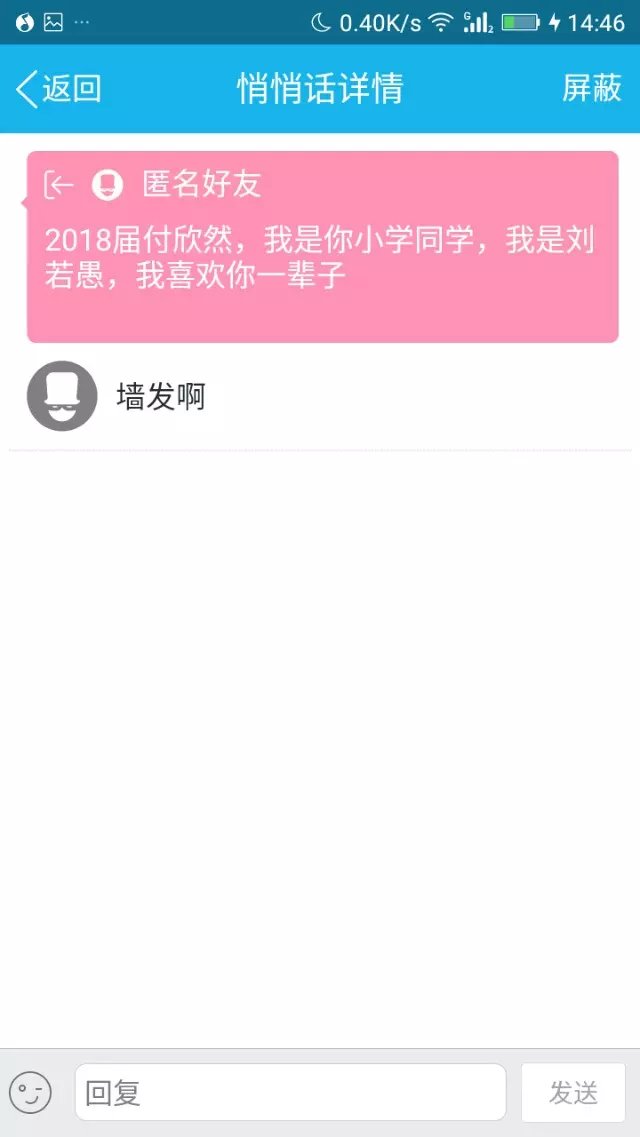 0.40K/s G 2 14:46
返回 悄悄话详情 屏蔽
匿名好友
2018届付欣然，我是你小学同学，我是刘
若愚，我喜欢你一辈子
墙发啊
回复 发送